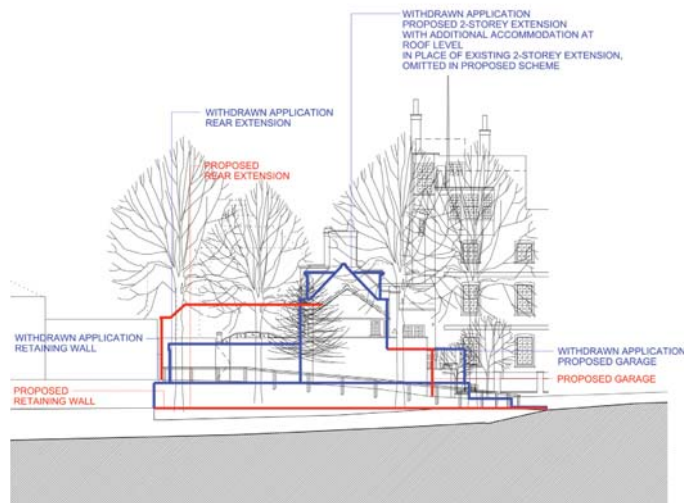 WITHDRAWN APPLICATION
PROPOSED 2-STOREY EXTENSION
WITH ADDITIONAL ACCOMMODATION AT
ROOF LEVEL
IN PLACE OF EXISTING 2-STOREY EXTENSION,
OMITTED IN PROPOSED SCHEME
WITHDRAWN APPLICATION
REAR EXTENSION
PROPOSED
REAR EXTENSION
WITHDRAWN APPLICATION
RETAINING WALL
WITHDRAWN APPLICATION
PROPOSED GARAGE
PROPOSED GARAGE
PROPOSED
RETAINING WALL